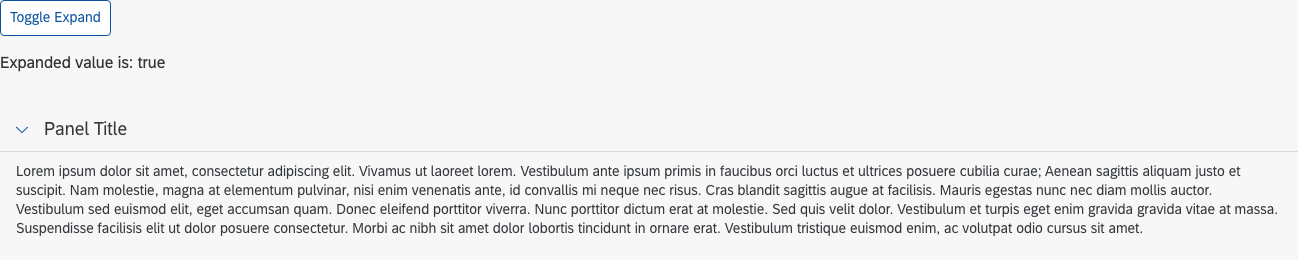 Toggle Expand
Expanded value is: true
Panel Title
Lorem ipsum dolor sit amet, consectetur adipiscing elit. Vivamus ut laoreet lorem. Vestibulum ante ipsum primis in faucibus orci luctus et ultrices posuere cubilia curae; Aenean sagittis aliquam justo et
suscipit. Nam molestie, magna at elementum pulvinar, nisi enim venenatis ante, id convallis mi neque nec risus. Cras blandit sagittis augue at facilisis. Mauris egestas nunc nec diam mollis auctor.
Vestibulum sed euismod elit, eget accumsan quam. Donec eleifend porttitor viverra. Nunc porttitor dictum erat at molestie. Sed quis velit dolor. Vestibulum et turpis eget enim gravida gravida vitae at massa.
Suspendisse facilisis elit ut dolor posuere consectetur. Morbi ac nibh sit amet dolor lobortis tincidunt in ornare erat. Vestibulum tristique euismod enim, ac volutpat odio cursus sit amet.